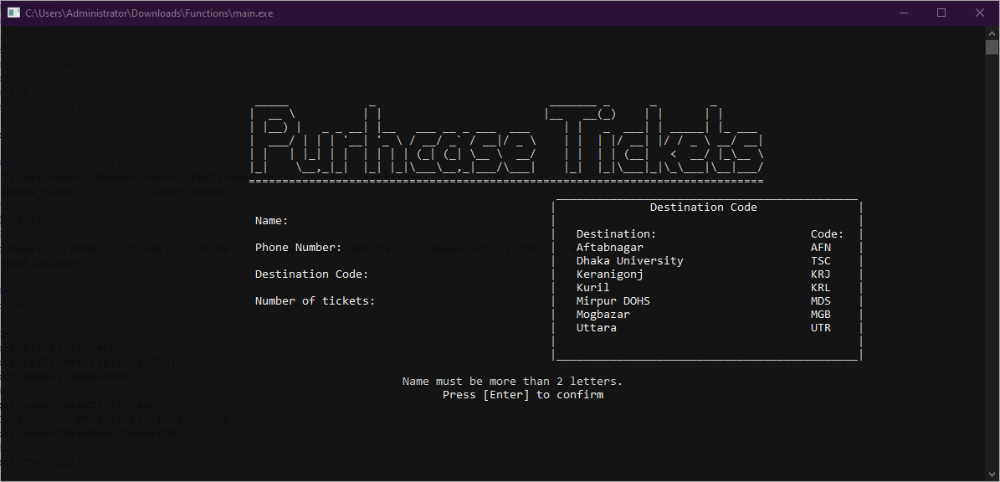 C:\Users\Administrator\Downloads\Functions\main.exe
Purhcase Tickets
Destination Code
Name:
Phone Number:
Destination Code:
Number of tickets:
Destination: Code:
Aftabnagar AFN
Dhaka University TSC
Keranigonj KRJ
Kuril KRL
Mirpur DOHS MDS
Mogbazar MGB
Uttara UTR
Name must be more than 2 letters.
Press [Enter] to confirm